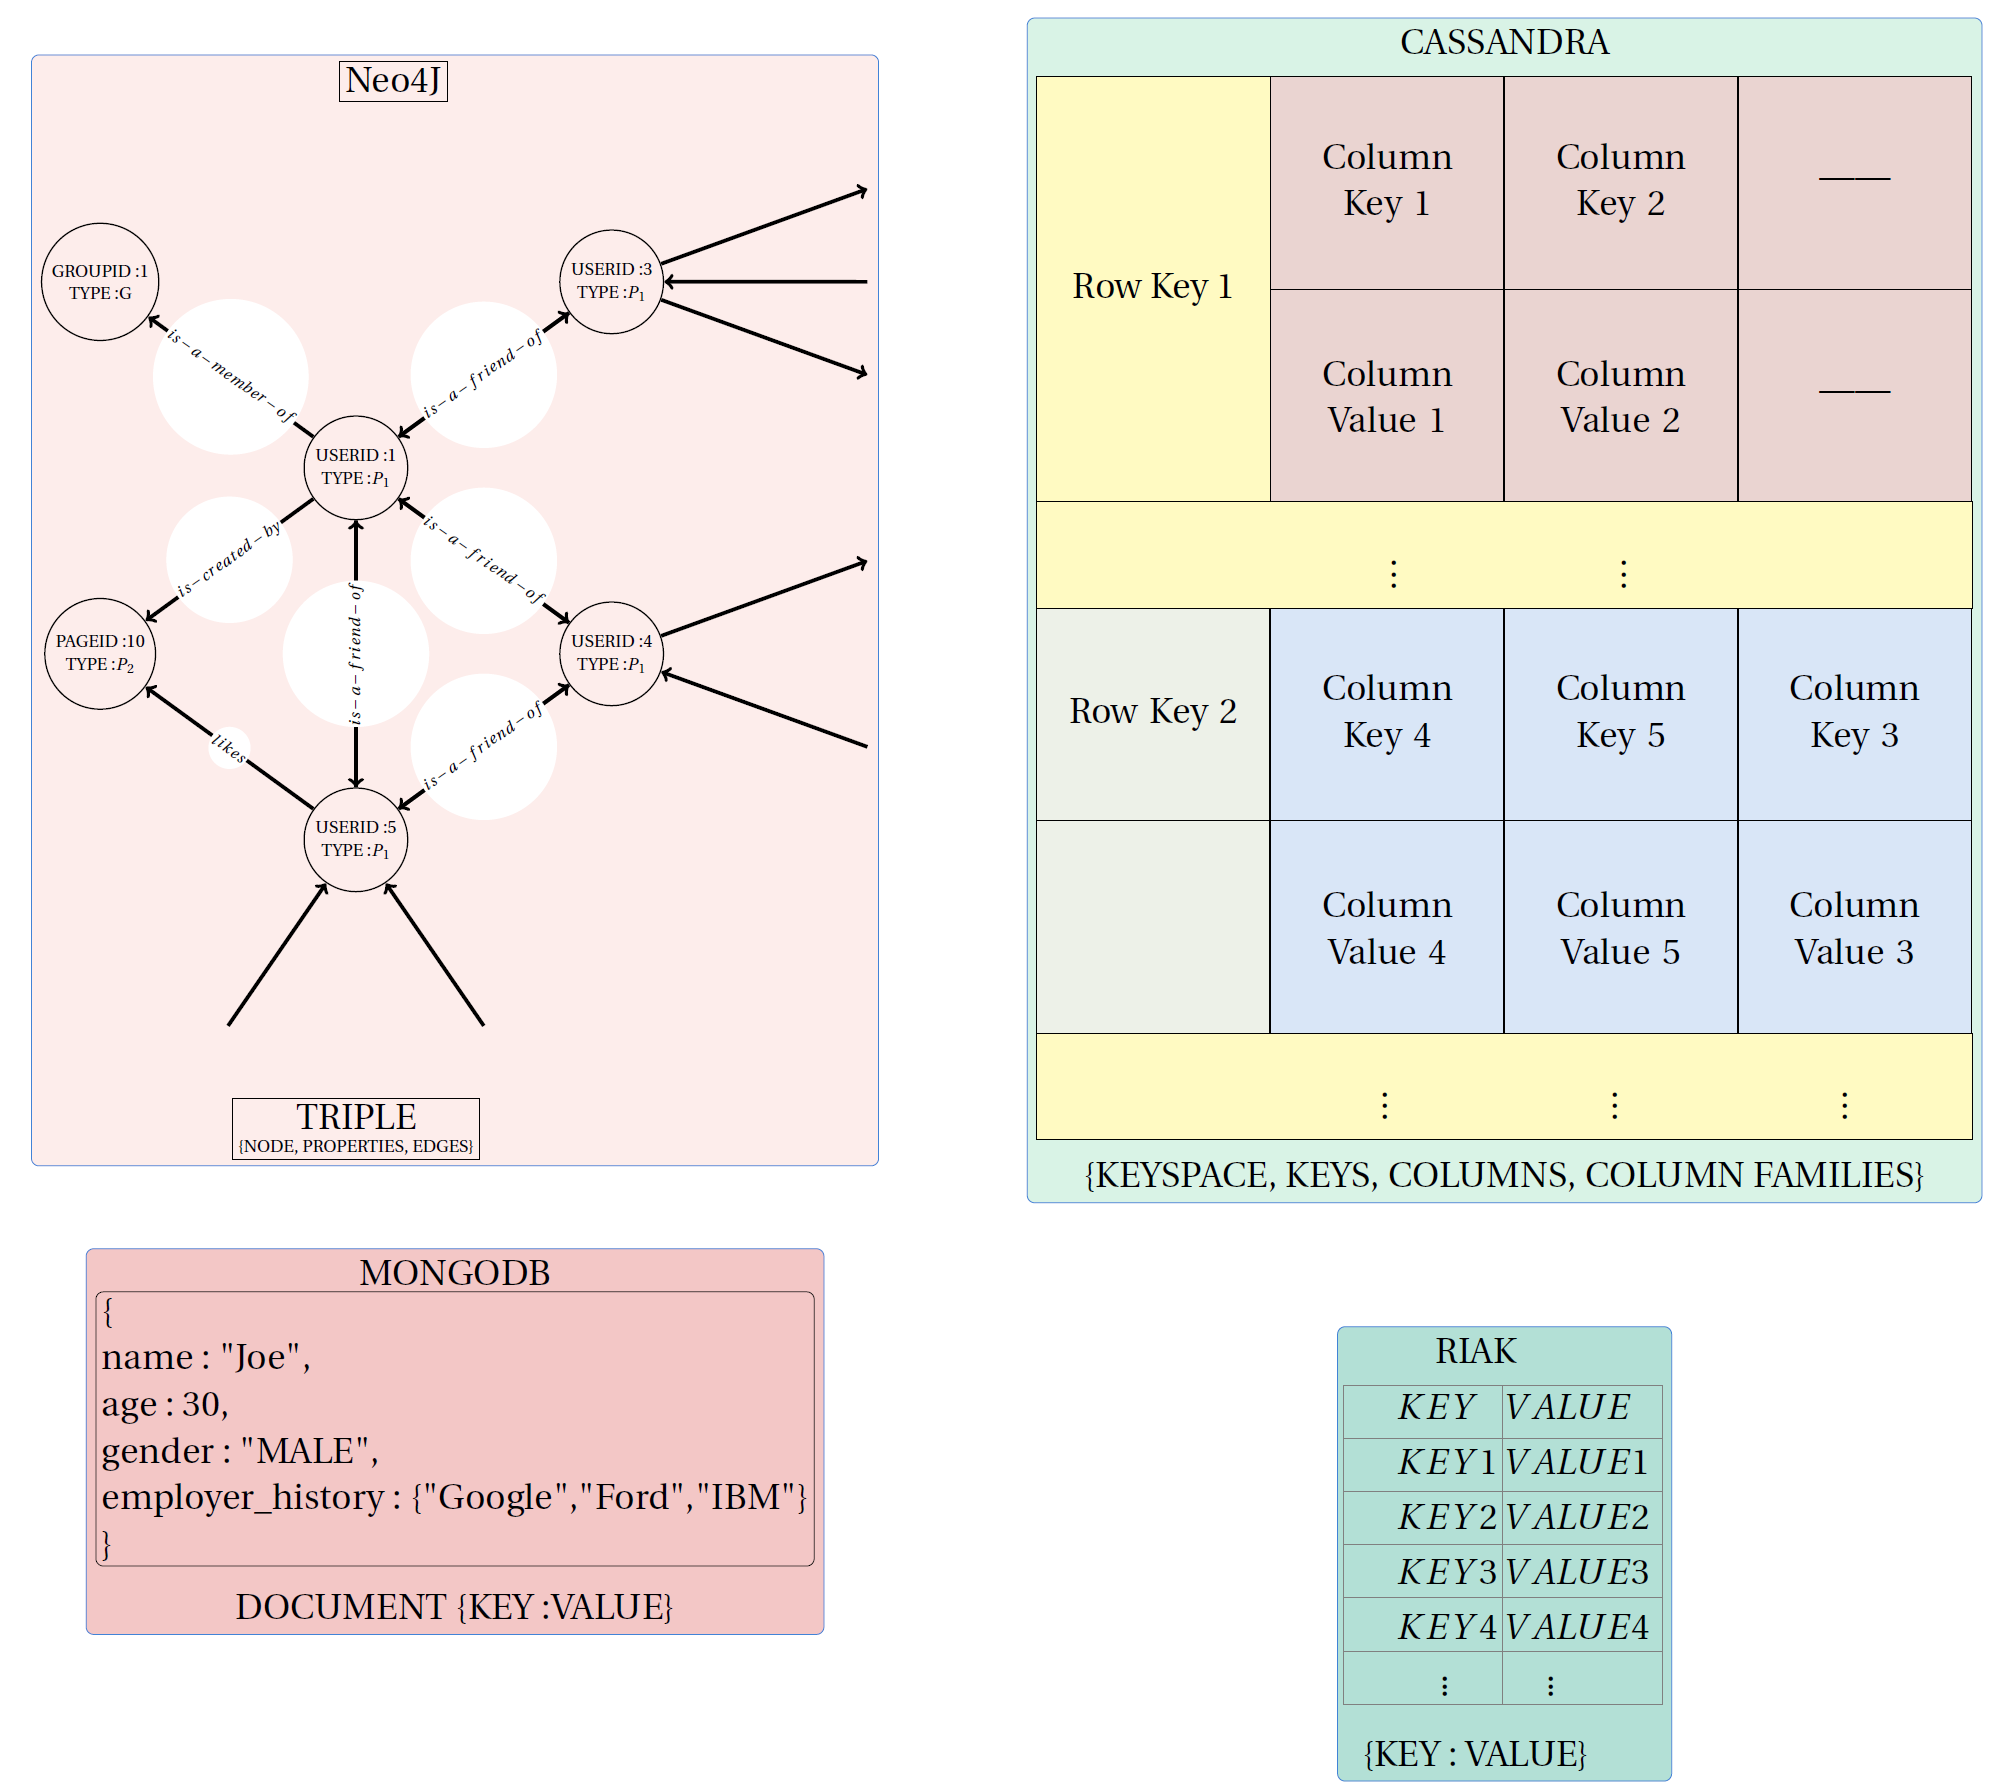 Neo4J
GROUPID :1
TYPE :G
USERID :3
TYPE :P₁
is−a−member−of
is−a−friend−of
USERID :1
TYPE :P₁
is−created−by
is−a−friend−of
is−a−friend−of
PAGEID :10
TYPE :P₂
USERID :4
TYPE :P₁
likes
is−a−friend−of
USERID :5
TYPE :P₁
TRIPLE
{NODE, PROPERTIES, EDGES}
CASSANDRA
Row Key 1
Column
Key 1
Column
Key 2
——
Column
Value 1
Column
Value 2
——
⋮ ⋮
Row Key 2
Column
Key 4
Column
Key 5
Column
Key 3
Column
Value 4
Column
Value 5
Column
Value 3
⋮ ⋮ ⋮
{KEYSPACE, KEYS, COLUMNS, COLUMN FAMILIES}
MONGODB
{
name : "Joe",
age : 30,
gender : "MALE",
employer_history : {"Google","Ford","IBM"}
}
DOCUMENT {KEY :VALUE}
RIAK
KEY VALUE
KEY1 VALUE1
KEY2 VALUE2
KEY3 VALUE3
KEY4 VALUE4
⋮ ⋮
{KEY : VALUE}